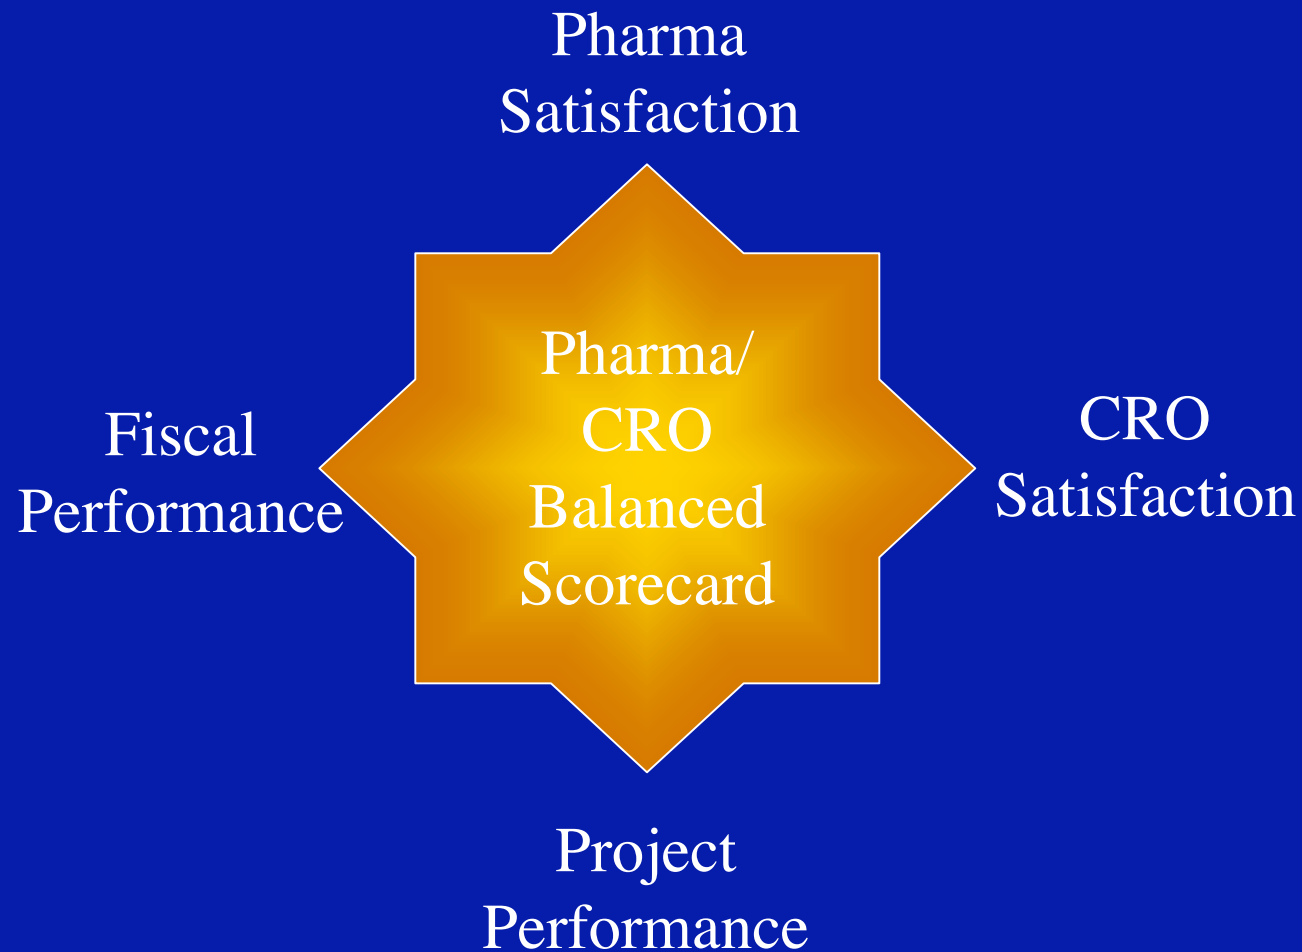 Pharma
Satisfaction
Fiscal
Performance
Pharma/
CRO
Balanced
Scorecard
CRO
Satisfaction
Project
Performance